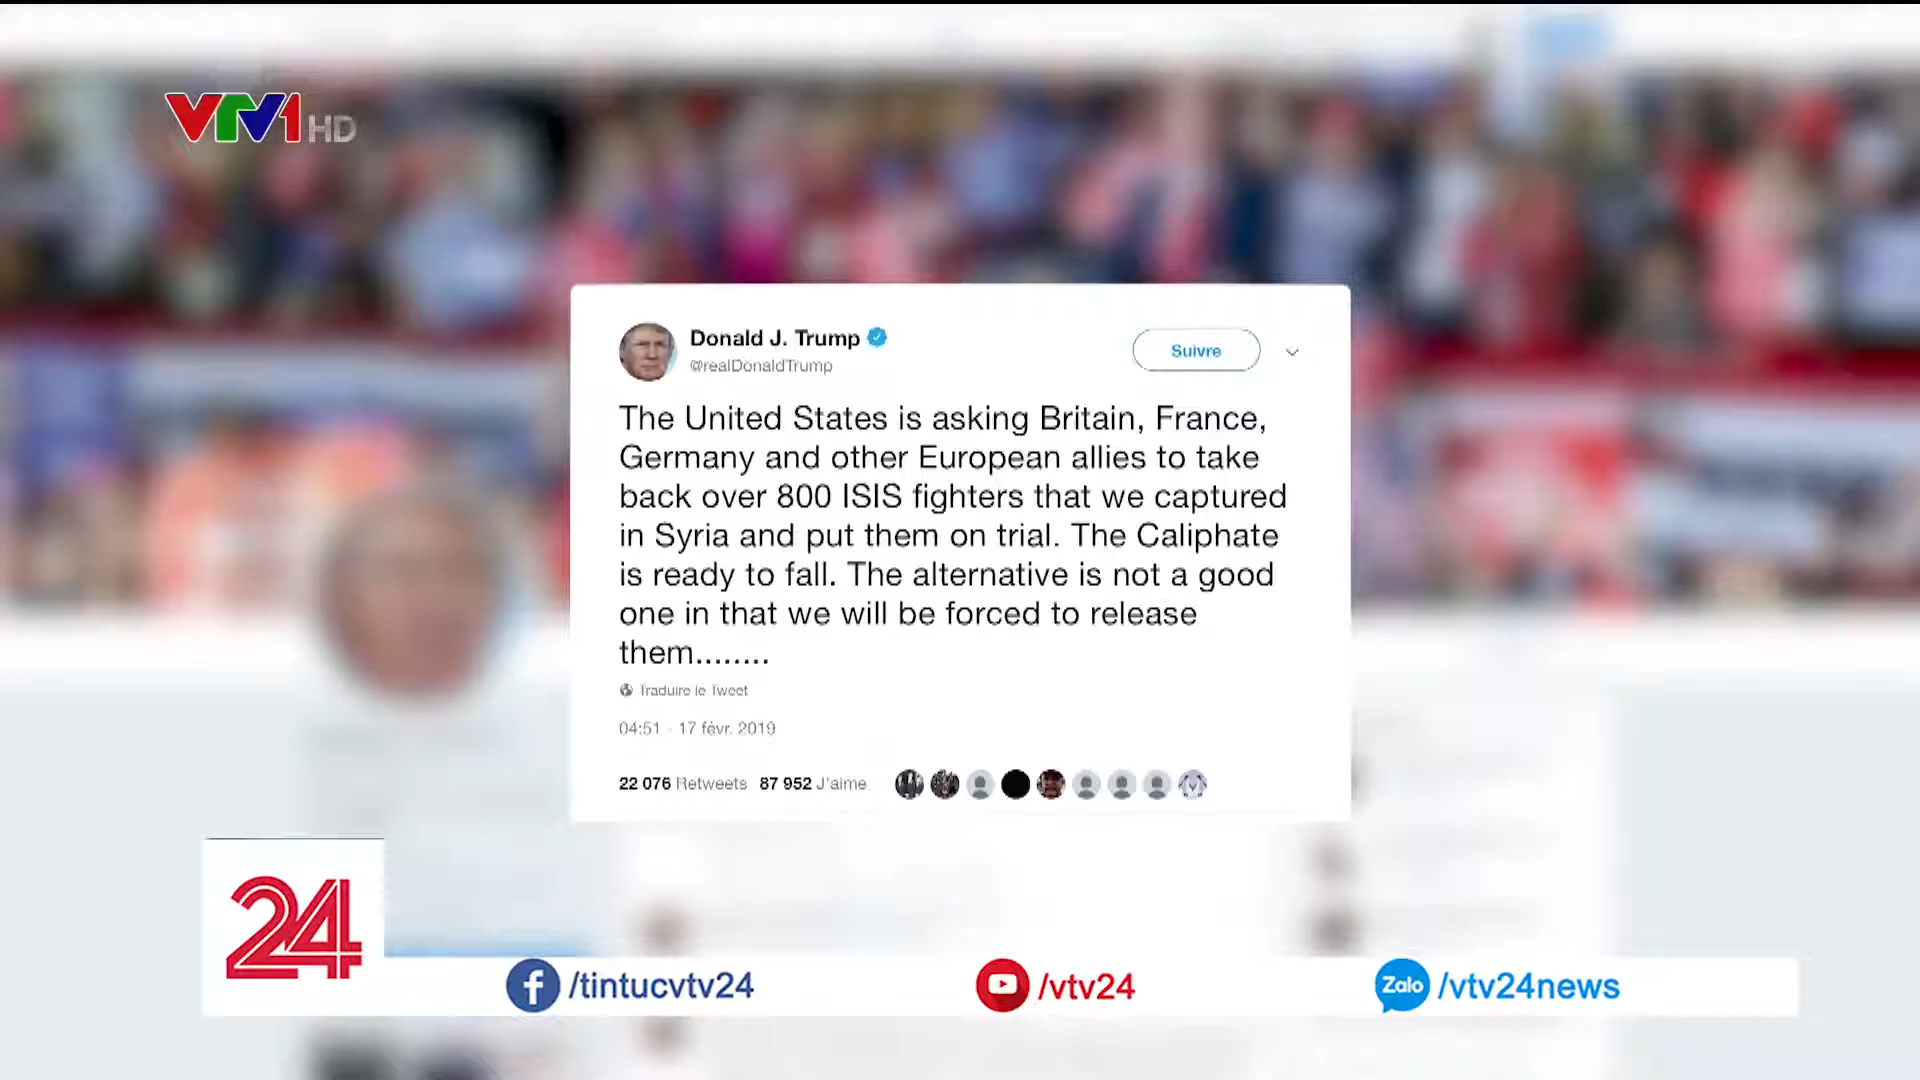 VTV1 HD
Donald J. Trump
@realDonaldTrump
Suivre
The United States is asking Britain, France,
Germany and other European allies to take
back over 800 ISIS fighters that we captured
in Syria and put them on trial. The Caliphate
is ready to fall. The alternative is not a good
one in that we will be forced to release
them........
Traduire le Tweet
04:51 - 17 févr. 2019
22 076 Retweets 87 952 J'aime
24
/tintucvtv24
/vtv24
Zalo /vtv24news